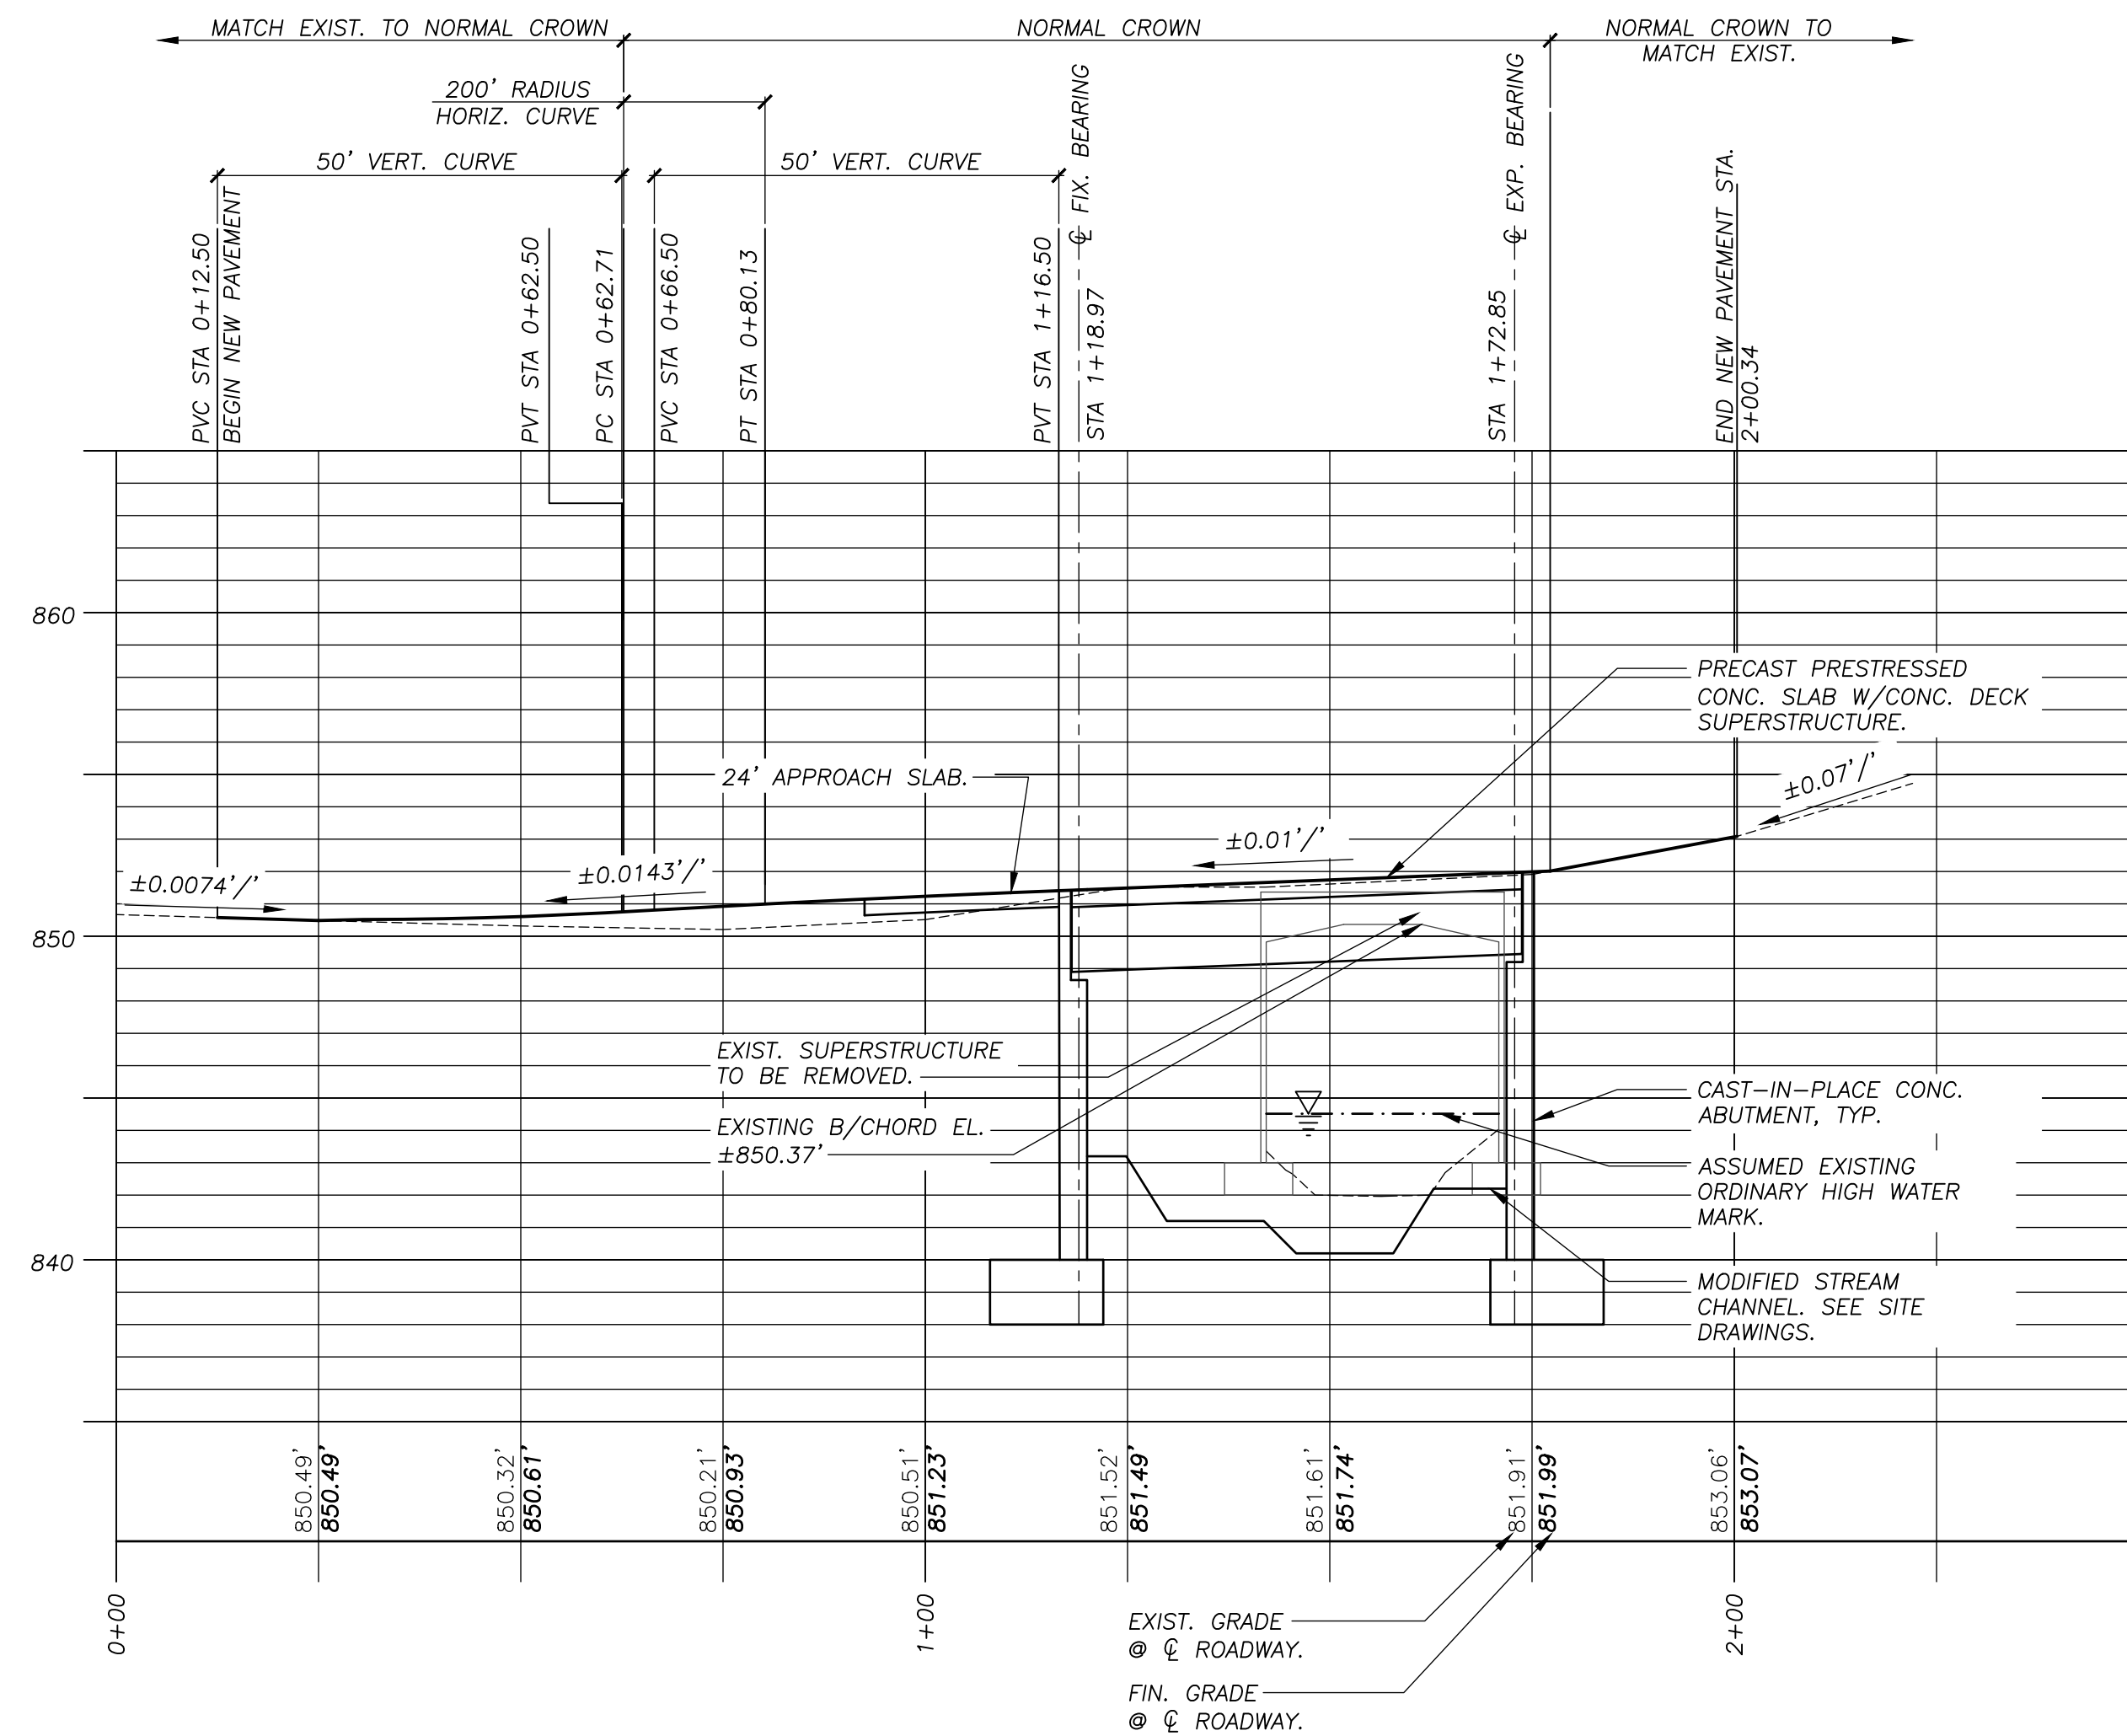 MATCH EXIST. TO NORMAL CROWN
NORMAL CROWN
NORMAL CROWN TO
MATCH EXIST.
200' RADIUS
HORIZ. CURVE
50' VERT. CURVE
50' VERT. CURVE
PVC STA 0+12.50
BEGIN NEW PAVEMENT
PVT STA 0+62.50
PC STA 0+62.71
PVC STA 0+66.50
PT STA 0+80.13
PVT STA 1+16.50
℄ FIX. BEARING
STA 1+18.97
STA 1+72.85
℄ EXP. BEARING
END NEW PAVEMENT STA.
2+00.34
860
850
840
PRECAST PRESTRESSED
CONC. SLAB W/CONC. DECK
SUPERSTRUCTURE.
24' APPROACH SLAB.
±0.07'/'
±0.01'/'
±0.0143'/'
±0.0074'/'
EXIST. SUPERSTRUCTURE
TO BE REMOVED.
EXISTING B/CHORD EL.
±850.37'
CAST-IN-PLACE CONC.
ABUTMENT, TYP.
ASSUMED EXISTING
ORDINARY HIGH WATER
MARK.
MODIFIED STREAM
CHANNEL. SEE SITE
DRAWINGS.
850.49'
850.49'
850.32'
850.61'
850.21'
850.93'
850.51'
851.23'
851.52'
851.49'
851.61'
851.74'
851.91'
851.99'
853.06'
853.07'
0+00
1+00
2+00
EXIST. GRADE
@ ℄ ROADWAY.
FIN. GRADE
@ ℄ ROADWAY.